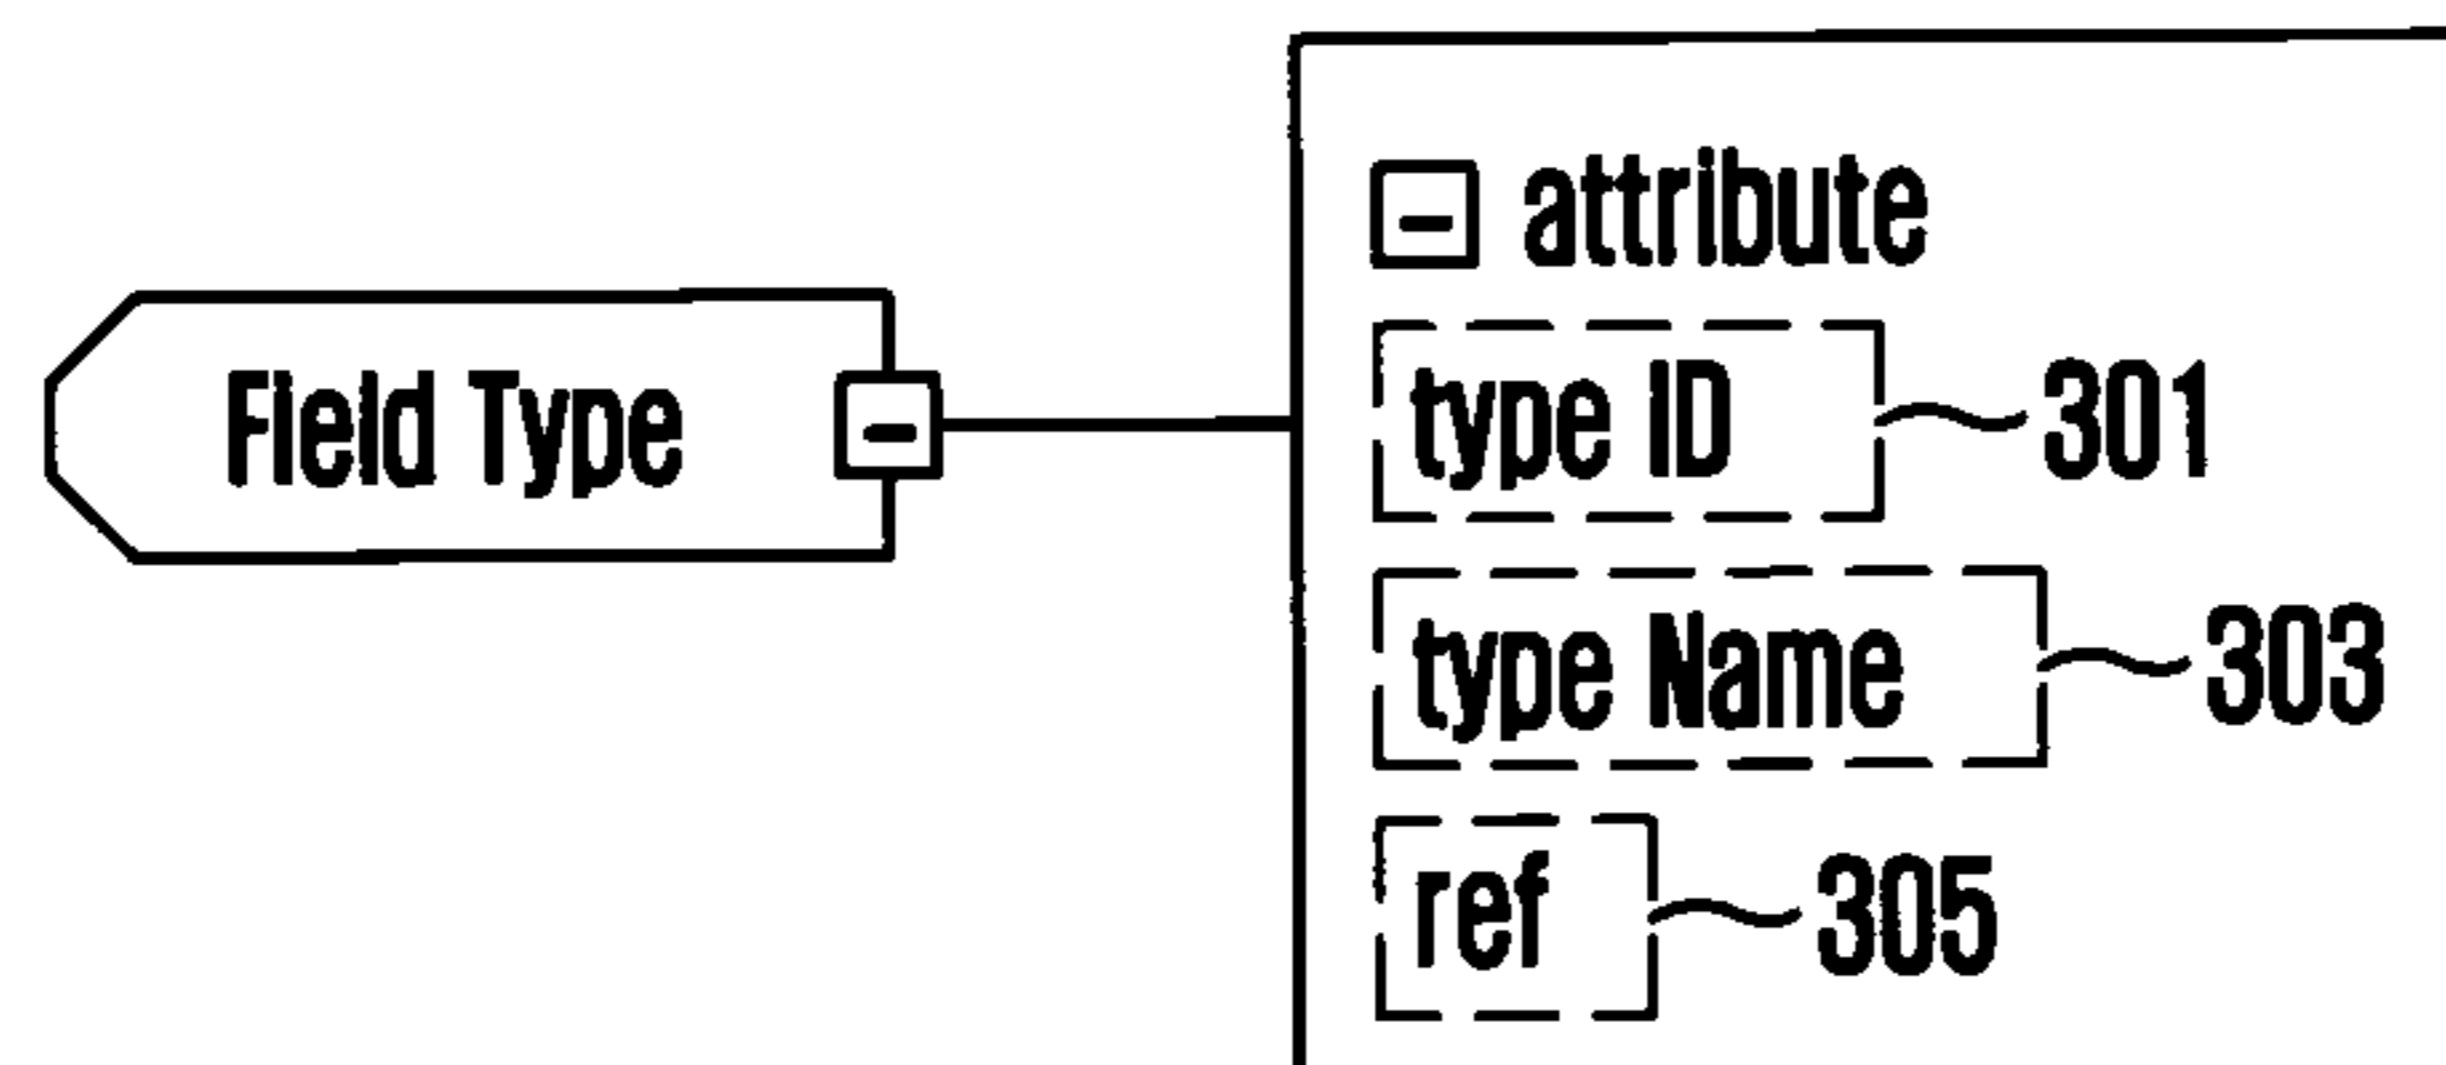 attribute
Field Type
type ID 301
type Name 303
ref 305